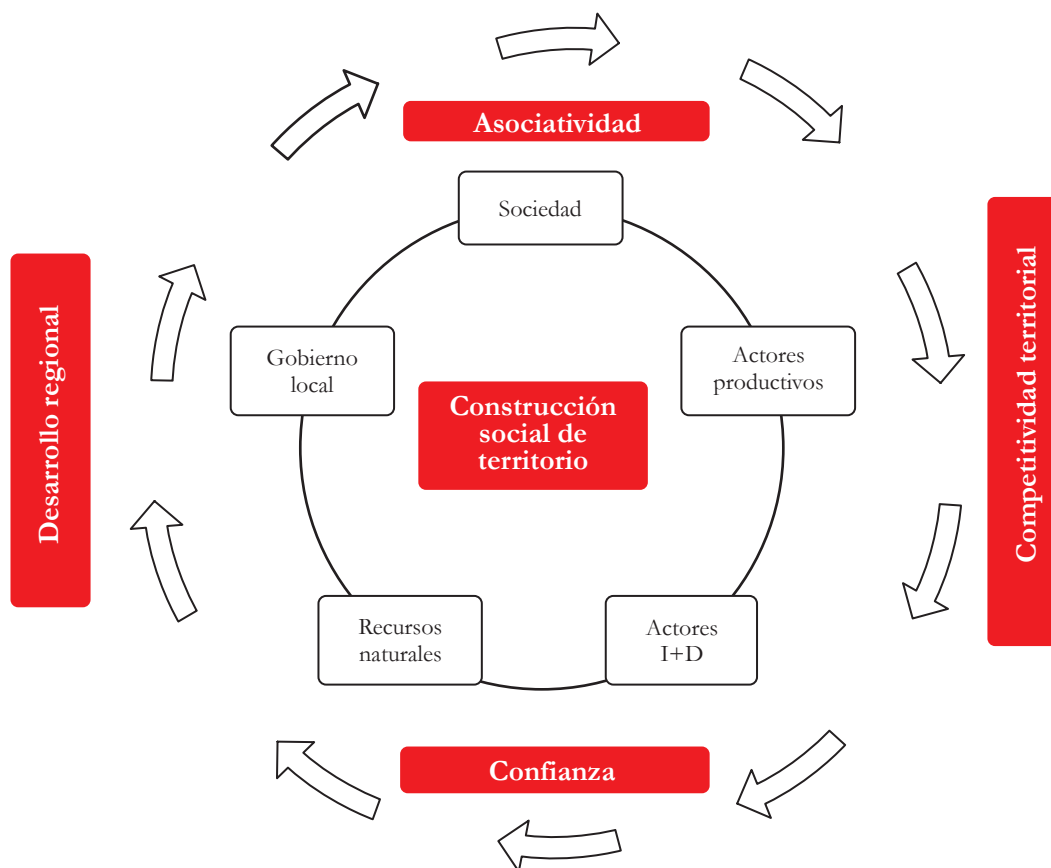 Asociatividad
Sociedad
Desarrollo regional
Gobierno
local
Construcción
social de
territorio
Actores
productivos
Competitividad territorial
Recursos
naturales
Actores
I+D
Confianza